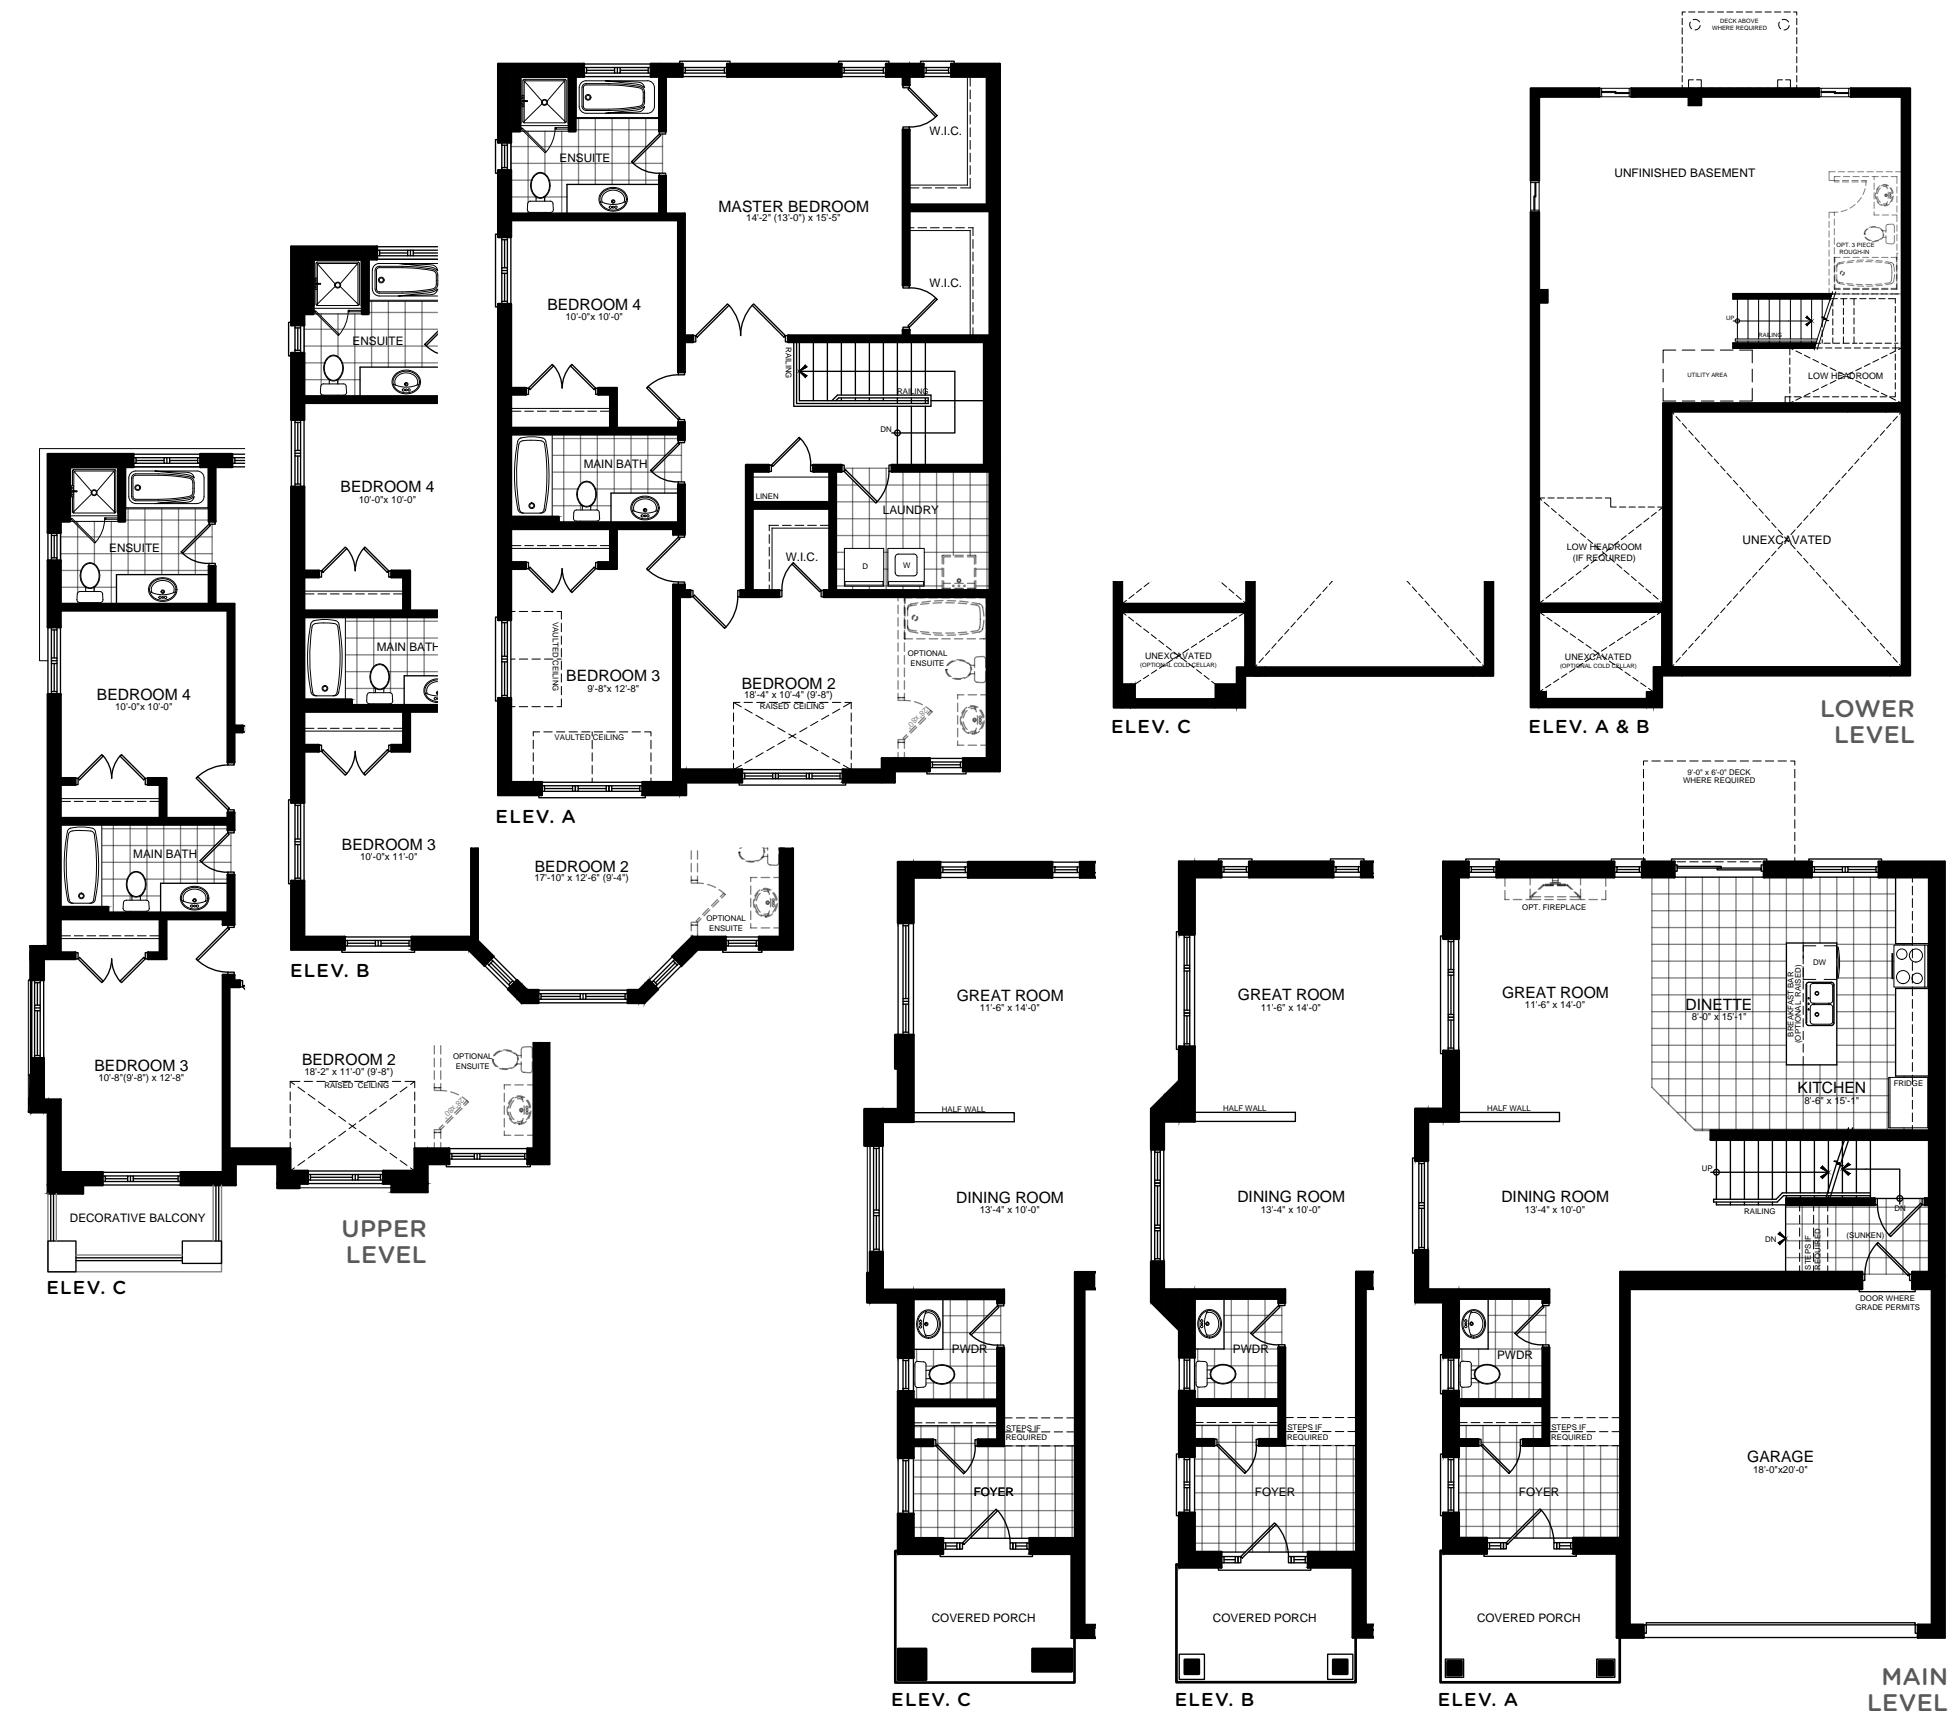 DECK ABOVE
WHERE REQUIRED
W.I.C.
ENSUITE
MASTER BEDROOM
14'-2" (13'-0") x 15'-5"
W.I.C.
BEDROOM 4
10'-0"x 10'-0"
RAILING
RAILING
DN
MAIN BATH
LINEN
LAUNDRY
W.I.C.
D
W
VAULTED CEILING
BEDROOM 3
9'-8"x 12'-8"
VAULTED CEILING
BEDROOM 2
18'-4" x 10'-4" (9'-8")
RAISED CEILING
OPTIONAL
ENSUITE
ELEV. A
ENSUITE
BEDROOM 4
10'-0"x 10'-0"
MAIN BATH
BEDROOM 3
10'-0"x 11'-0"
BEDROOM 2
17'-10" x 12'-6" (9'-4")
OPTIONAL
ENSUITE
ELEV. B
ENSUITE
BEDROOM 4
10'-0"x 10'-0"
MAIN BATH
BEDROOM 3
10'-8"(9'-8") x 12'-8"
BEDROOM 2
18'-2" x 11'-0" (9'-8")
RAISED CEILING
OPTIONAL
ENSUITE
DECORATIVE BALCONY
ELEV. C
UPPER
LEVEL
UNFINISHED BASEMENT
OPT. 3 PIECE
ROUGH-IN
UP
RAILING
UTILITY AREA
LOW HEADROOM
UNEXCAVATED
LOW HEADROOM
(IF REQUIRED)
UNEXCAVATED
(OPTIONAL COLD CELLAR)
ELEV. A & B
UNEXCAVATED
(OPTIONAL COLD CELLAR)
ELEV. C
LOWER
LEVEL
9'-0" x 6'-0" DECK
WHERE REQUIRED
OPT. FIREPLACE
GREAT ROOM
11'-6" x 14'-0"
DINETTE
8'-0" x 15'-1"
BREAKFAST BAR
(OPTIONAL RAISED)
DW
KITCHEN
8'-6" x 15'-1"
FRIDGE
HALF WALL
UP
DINING ROOM
13'-4" x 10'-0"
RAILING
DN
DN
STEPS IF
REQUIRED
(SUNKEN)
DOOR WHERE
GRADE PERMITS
PWDR
STEPS IF
REQUIRED
FOYER
GARAGE
18'-0"x20'-0"
COVERED PORCH
ELEV. A
GREAT ROOM
11'-6" x 14'-0"
HALF WALL
DINING ROOM
13'-4" x 10'-0"
PWDR
STEPS IF
REQUIRED
FOYER
COVERED PORCH
ELEV. B
GREAT ROOM
11'-6" x 14'-0"
HALF WALL
DINING ROOM
13'-4" x 10'-0"
PWDR
STEPS IF
REQUIRED
FOYER
COVERED PORCH
ELEV. C
MAIN
LEVEL